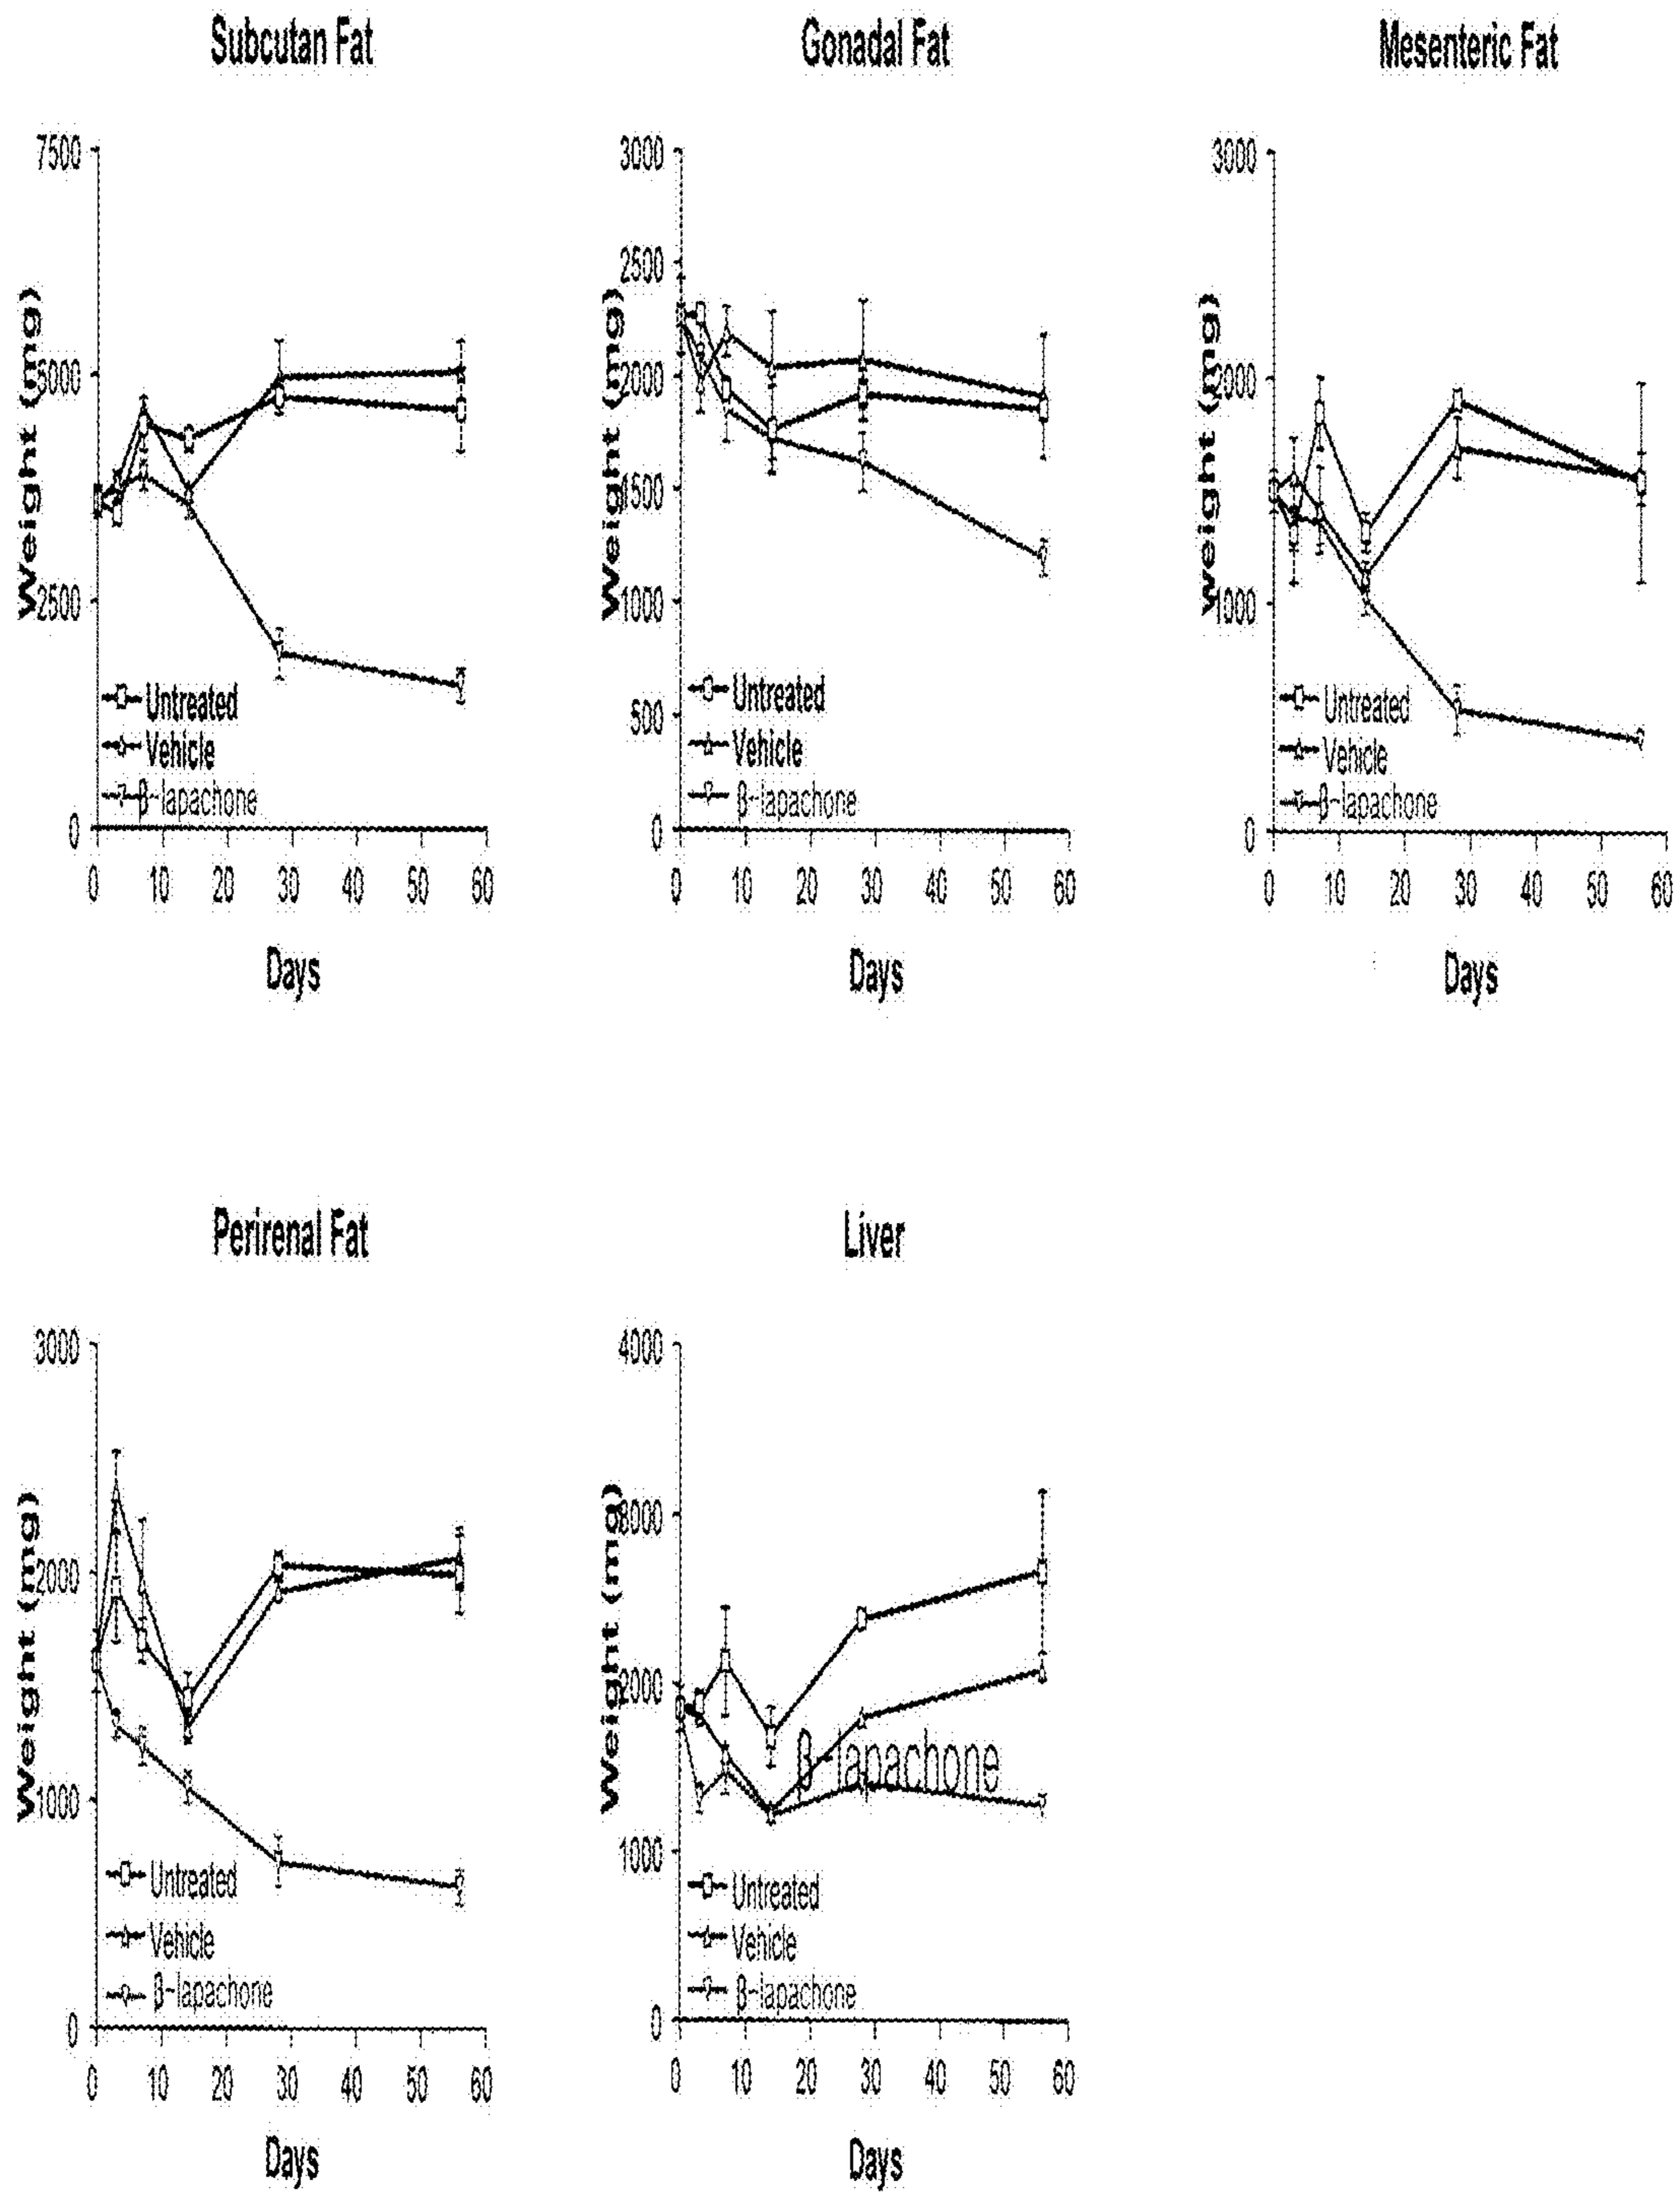 Subcutan Fat
7500
5000
2500
0
Weight (mg)
Untreated
Vehicle
β-lapachone
0 10 20 30 40 50 60
Days
Gonadal Fat
3000
2500
2000
1500
1000
500
0
Weight (mg)
Untreated
Vehicle
β-lapachone
0 10 20 30 40 50 60
Days
Mesenteric Fat
3000
2000
1000
0
Weight (mg)
Untreated
Vehicle
β-lapachone
0 10 20 30 40 50 60
Days
Perirenal Fat
3000
2000
1000
0
Weight (mg)
Untreated
Vehicle
β-lapachone
0 10 20 30 40 50 60
Days
Liver
4000
3000
2000
1000
0
Weight (mg)
β-lapachone
Untreated
Vehicle
β-lapachone
0 10 20 30 40 50 60
Days